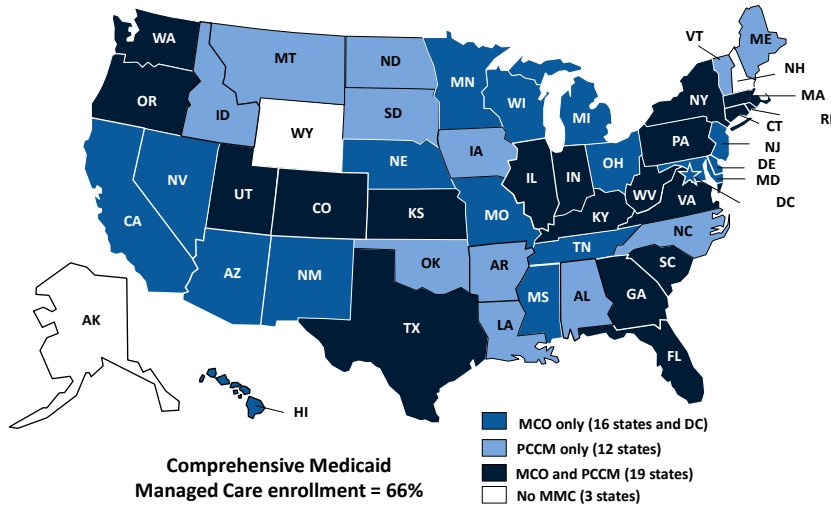 WA
OR
CA
NV
ID
MT
WY
UT
AZ
CO
NM
ND
SD
NE
KS
OK
TX
MN
IA
MO
AR
LA
WI
IL
MI
IN
OH
KY
TN
MS
AL
GA
FL
SC
NC
VA
WV
PA
NY
VT
ME
NH
MA
RI
CT
NJ
DE
MD
DC
AK
HI
MCO only (16 states and DC)
PCCM only (12 states)
MCO and PCCM (19 states)
No MMC (3 states)
Comprehensive Medicaid
Managed Care enrollment = 66%